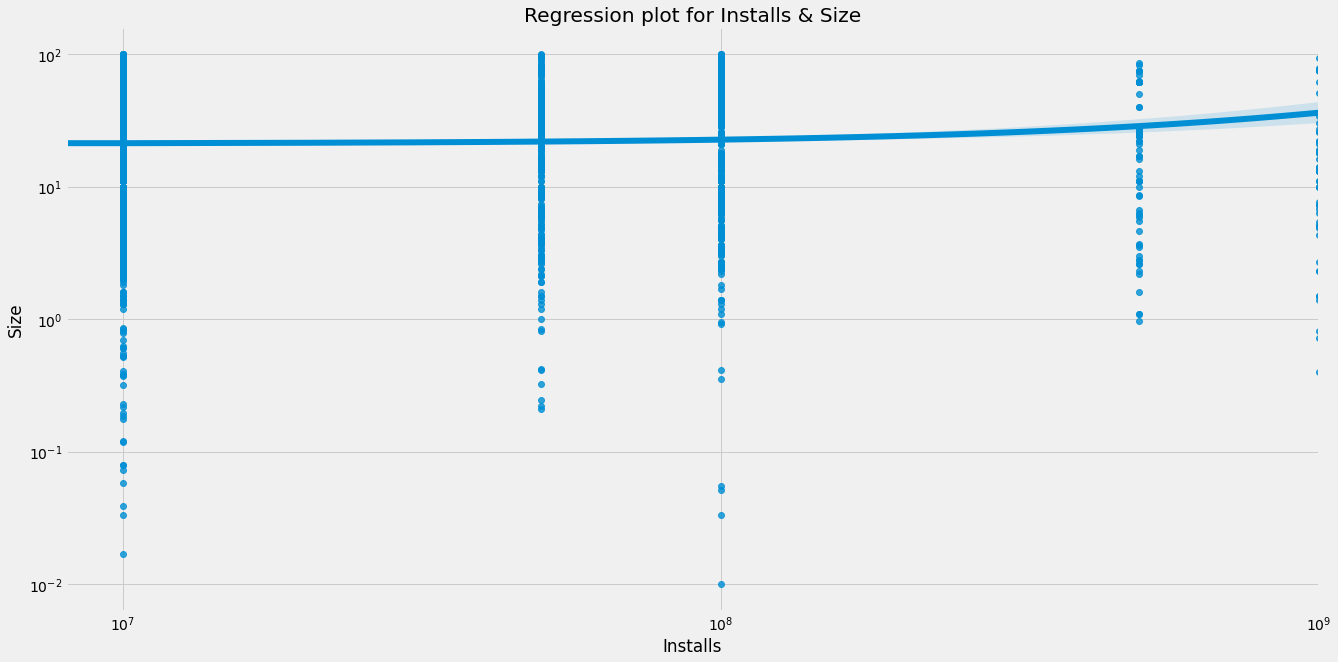 Regression plot for Installs & Size
10²
10¹
10⁰
10⁻¹
10⁻²
Size
10⁷
10⁸
10⁹
Installs